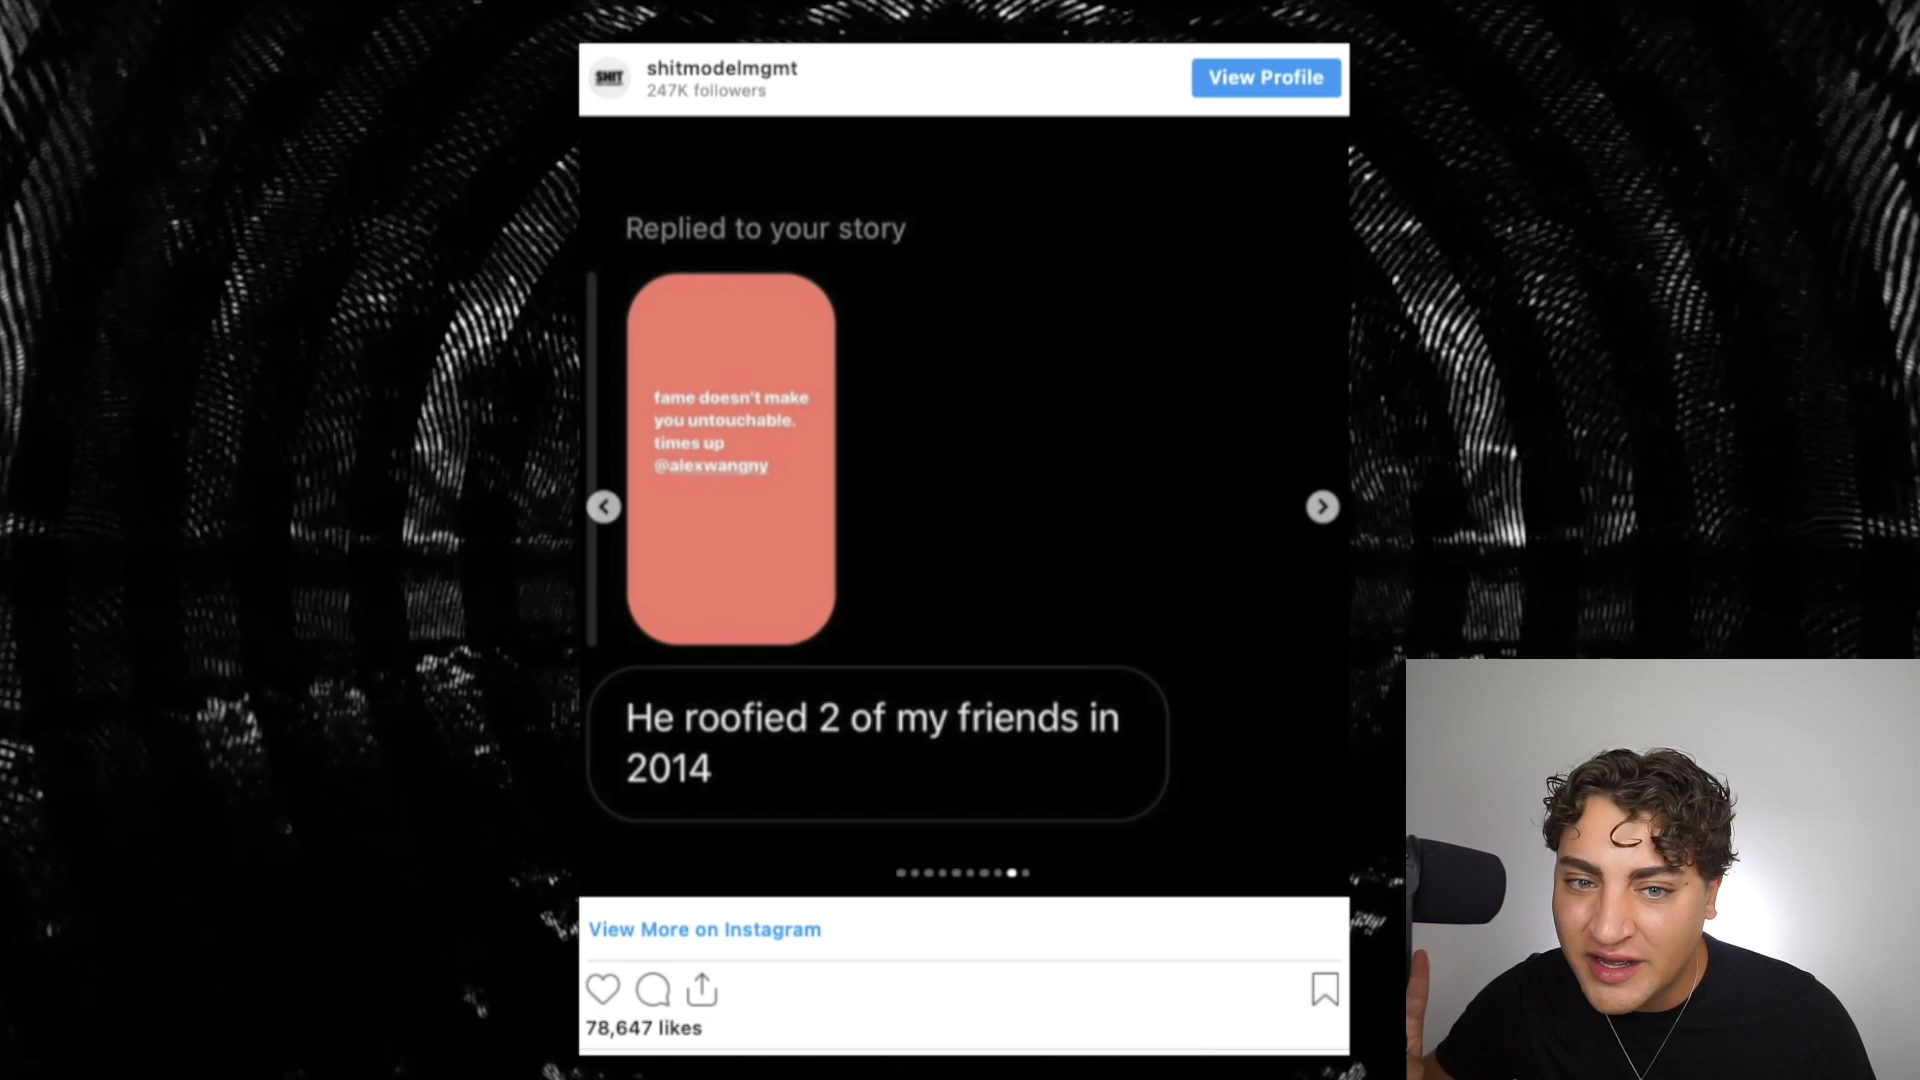 SHIT
shitmodelmgmt
247K followers
View Profile
Replied to your story
fame doesn't make
you untouchable.
times up
@alexwangny
He roofied 2 of my friends in
2014
View More on Instagram
78,647 likes